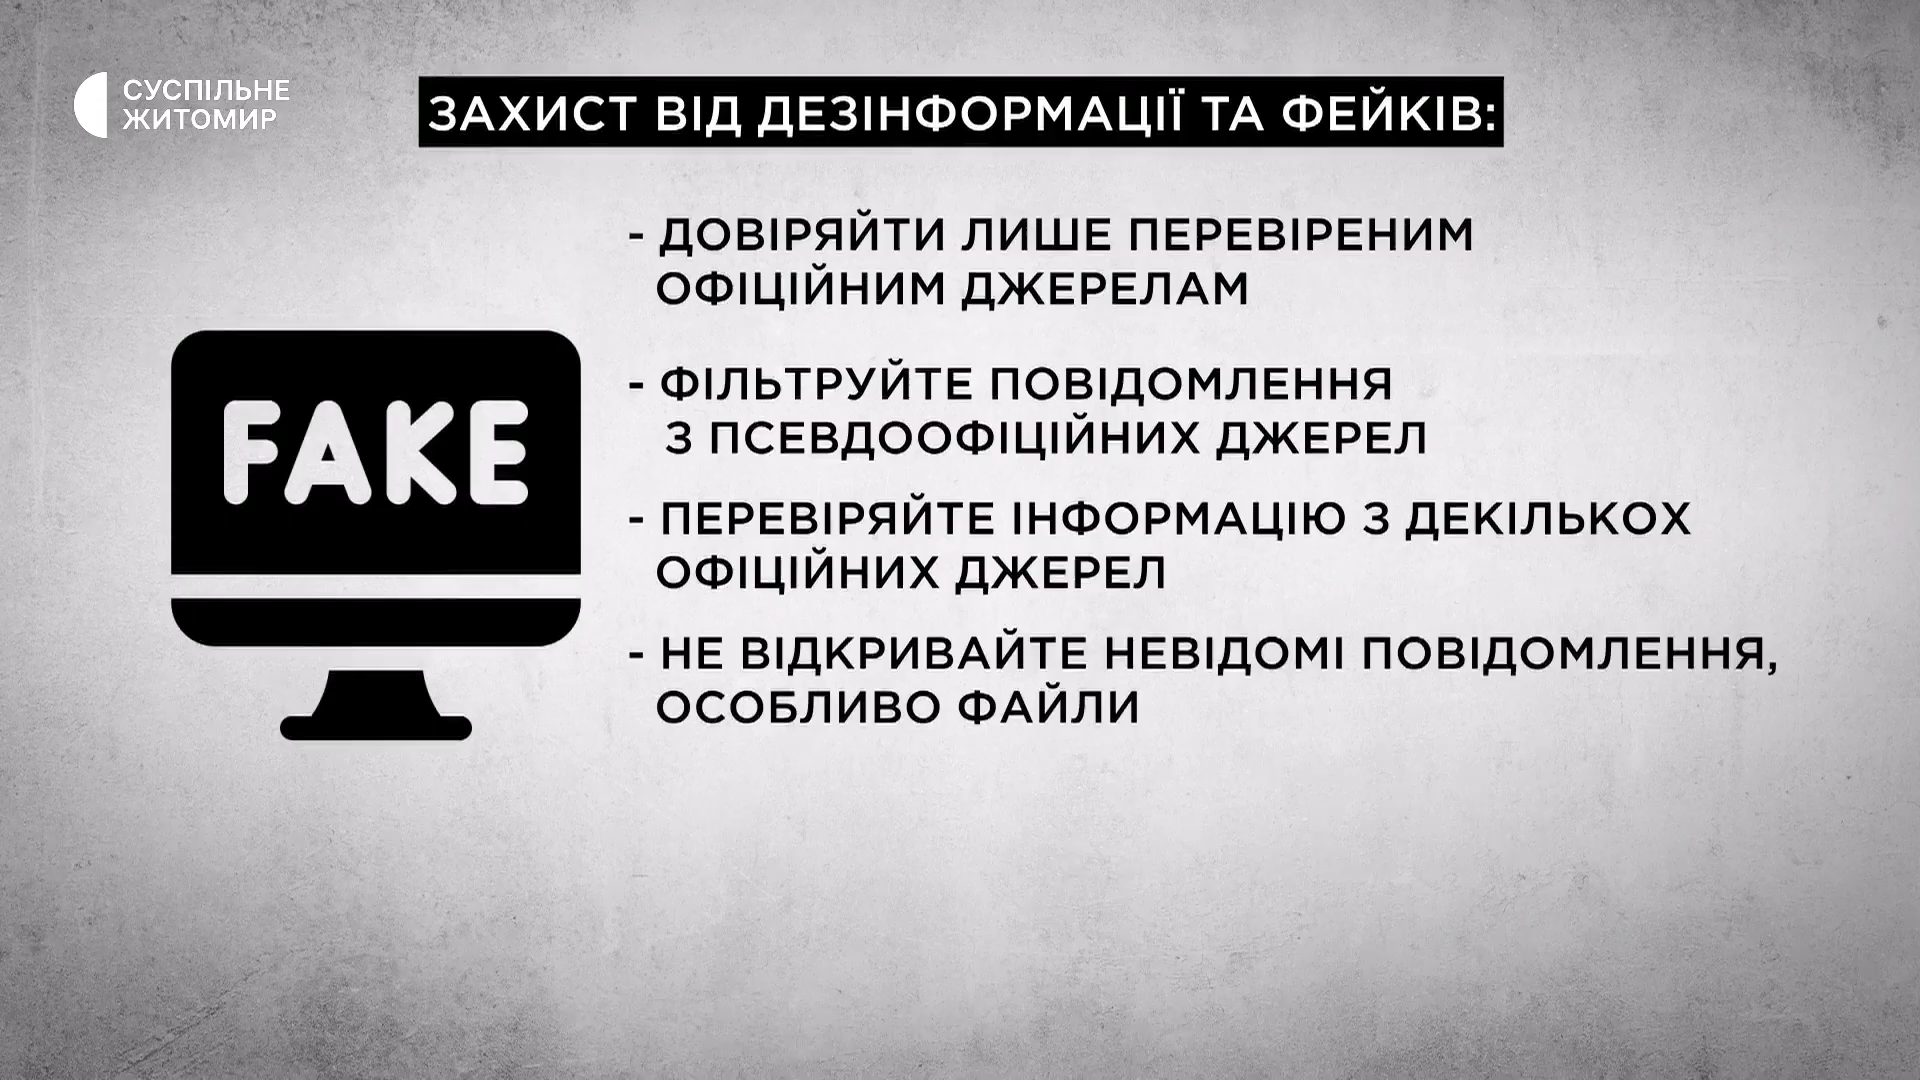 СУСПІЛЬНЕ
ЖИТОМИР
ЗАХИСТ ВІД ДЕЗІНФОРМАЦІЇ ТА ФЕЙКІВ:
- ДОВІРЯЙТИ ЛИШЕ ПЕРЕВІРЕНИМ
ОФІЦІЙНИМ ДЖЕРЕЛАМ
- ФІЛЬТРУЙТЕ ПОВІДОМЛЕННЯ
З ПСЕВДООФІЦІЙНИХ ДЖЕРЕЛ
- ПЕРЕВІРЯЙТЕ ІНФОРМАЦІЮ З ДЕКІЛЬКОХ
ОФІЦІЙНИХ ДЖЕРЕЛ
- НЕ ВІДКРИВАЙТЕ НЕВІДОМІ ПОВІДОМЛЕННЯ,
ОСОБЛИВО ФАЙЛИ
FAKE